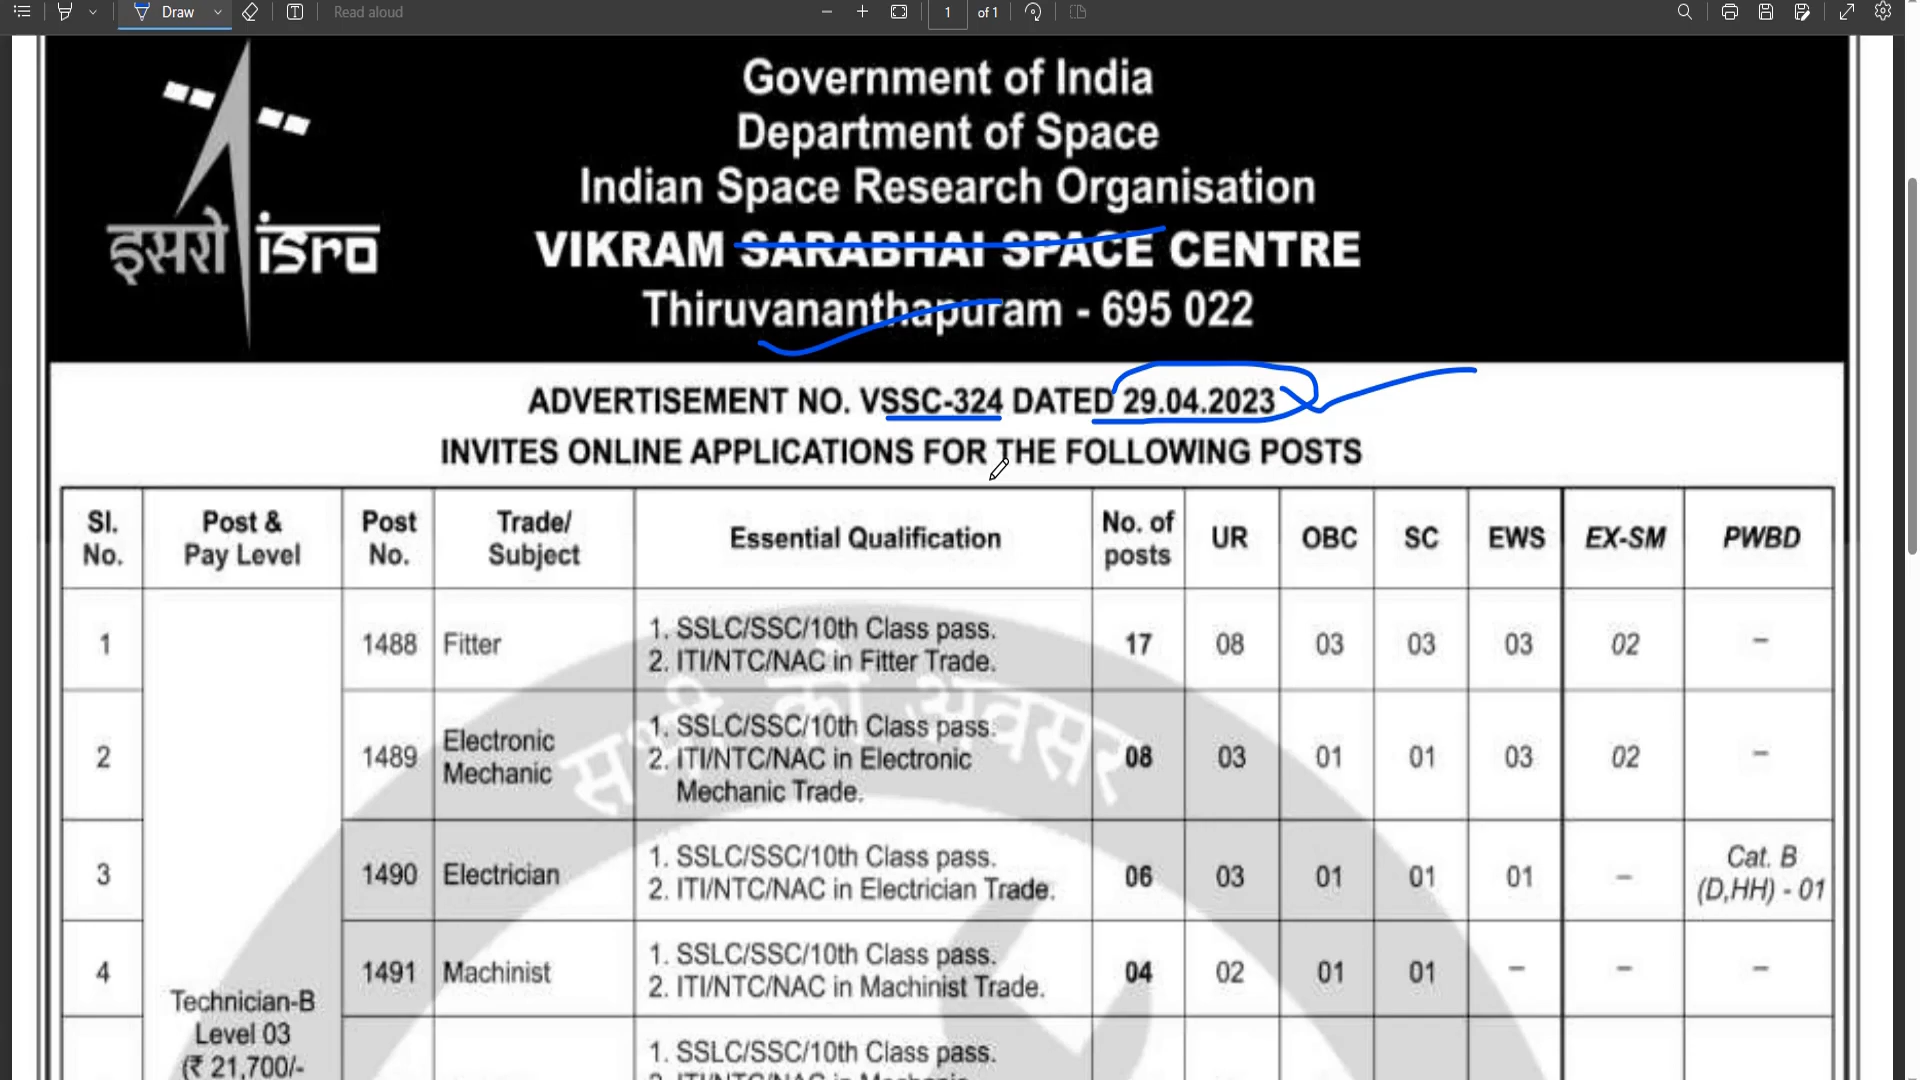 Draw
Read aloud
1 of 1
Government of India
Department of Space
Indian Space Research Organisation
VIKRAM SARABHAI SPACE CENTRE
Thiruvananthapuram - 695 022
इसरो isro
ADVERTISEMENT NO. VSSC-324 DATED 29.04.2023
INVITES ONLINE APPLICATIONS FOR THE FOLLOWING POSTS
Sl. No. Post & Pay Level Post No. Trade/ Subject Essential Qualification No. of posts UR OBC SC EWS EX-SM PWBD
1 1488 Fitter 1. SSLC/SSC/10th Class pass. 17 08 03 03 03 02 –
2. ITI/NTC/NAC in Fitter Trade.
सभी का अवसर
2 1489 Electronic Mechanic 1. SSLC/SSC/10th Class pass. 08 03 01 01 03 02 –
2. ITI/NTC/NAC in Electronic
Mechanic Trade.
3 1490 Electrician 1. SSLC/SSC/10th Class pass. 06 03 01 01 01 – Cat. B
2. ITI/NTC/NAC in Electrician Trade. (D,HH) - 01
4 1491 Machinist 1. SSLC/SSC/10th Class pass. 04 02 01 01 – – –
2. ITI/NTC/NAC in Machinist Trade.
Technician-B
Level 03
(₹ 21,700/-
1. SSLC/SSC/10th Class pass.